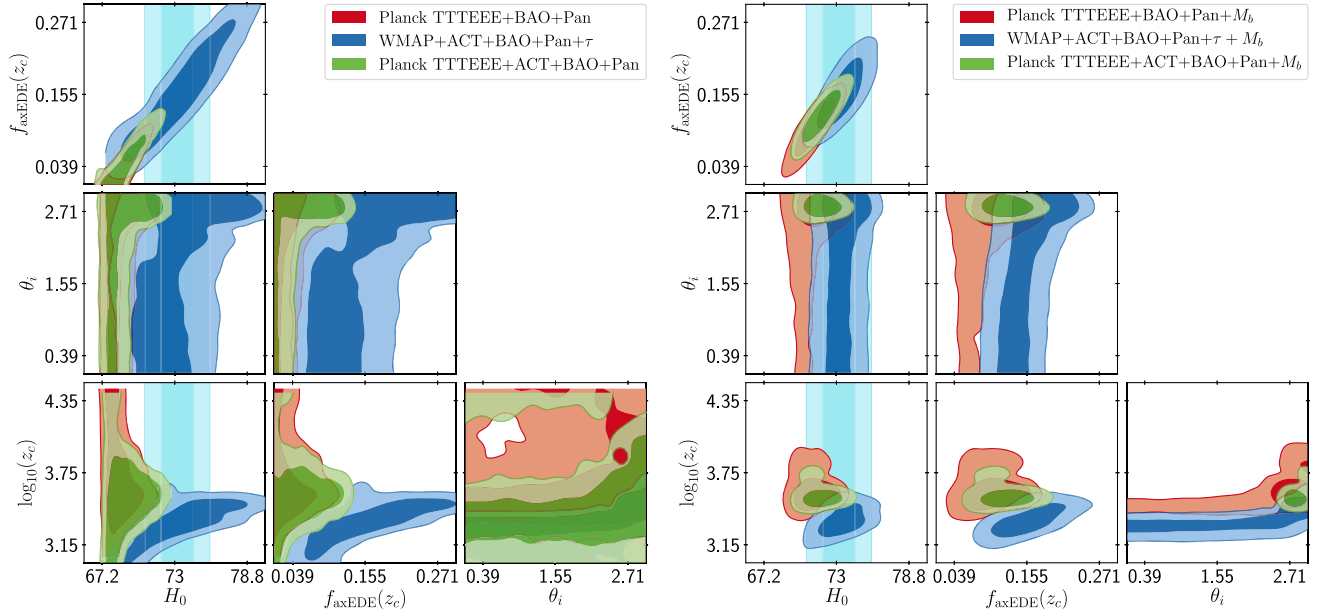 Planck TTTEEE+BAO+Pan
WMAP+ACT+BAO+Pan+τ
Planck TTTEEE+ACT+BAO+Pan
0.271
0.155
0.039
f_axEDE(z_c)
2.71
1.55
0.39
θ_i
4.35
3.75
3.15
log₁₀(z_c)
67.2 73 78.8
H₀
0.039 0.155 0.271
f_axEDE(z_c)
0.39 1.55 2.71
θ_i
Planck TTTEEE+BAO+Pan+M_b
WMAP+ACT+BAO+Pan+τ + M_b
Planck TTTEEE+ACT+BAO+Pan+M_b
0.271
0.155
0.039
f_axEDE(z_c)
2.71
1.55
0.39
θ_i
4.35
3.75
3.15
log₁₀(z_c)
67.2 73 78.8
H₀
0.039 0.155 0.271
f_axEDE(z_c)
0.39 1.55 2.71
θ_i